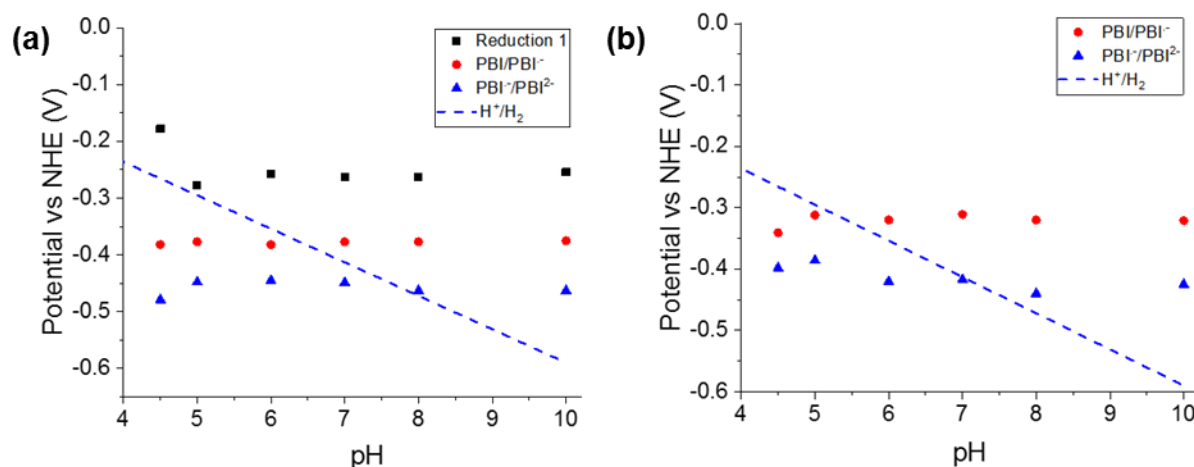 (a)
0.0
-0.1
-0.2
-0.3
-0.4
-0.5
-0.6
Potential vs NHE (V)
4 5 6 7 8 9 10
pH
Reduction 1
PBI/PBI·⁻
PBI·⁻/PBI²⁻
H⁺/H₂
(b)
0.0
-0.1
-0.2
-0.3
-0.4
-0.5
-0.6
Potential vs NHE (V)
4 5 6 7 8 9 10
pH
PBI/PBI·⁻
PBI·⁻/PBI²⁻
H⁺/H₂